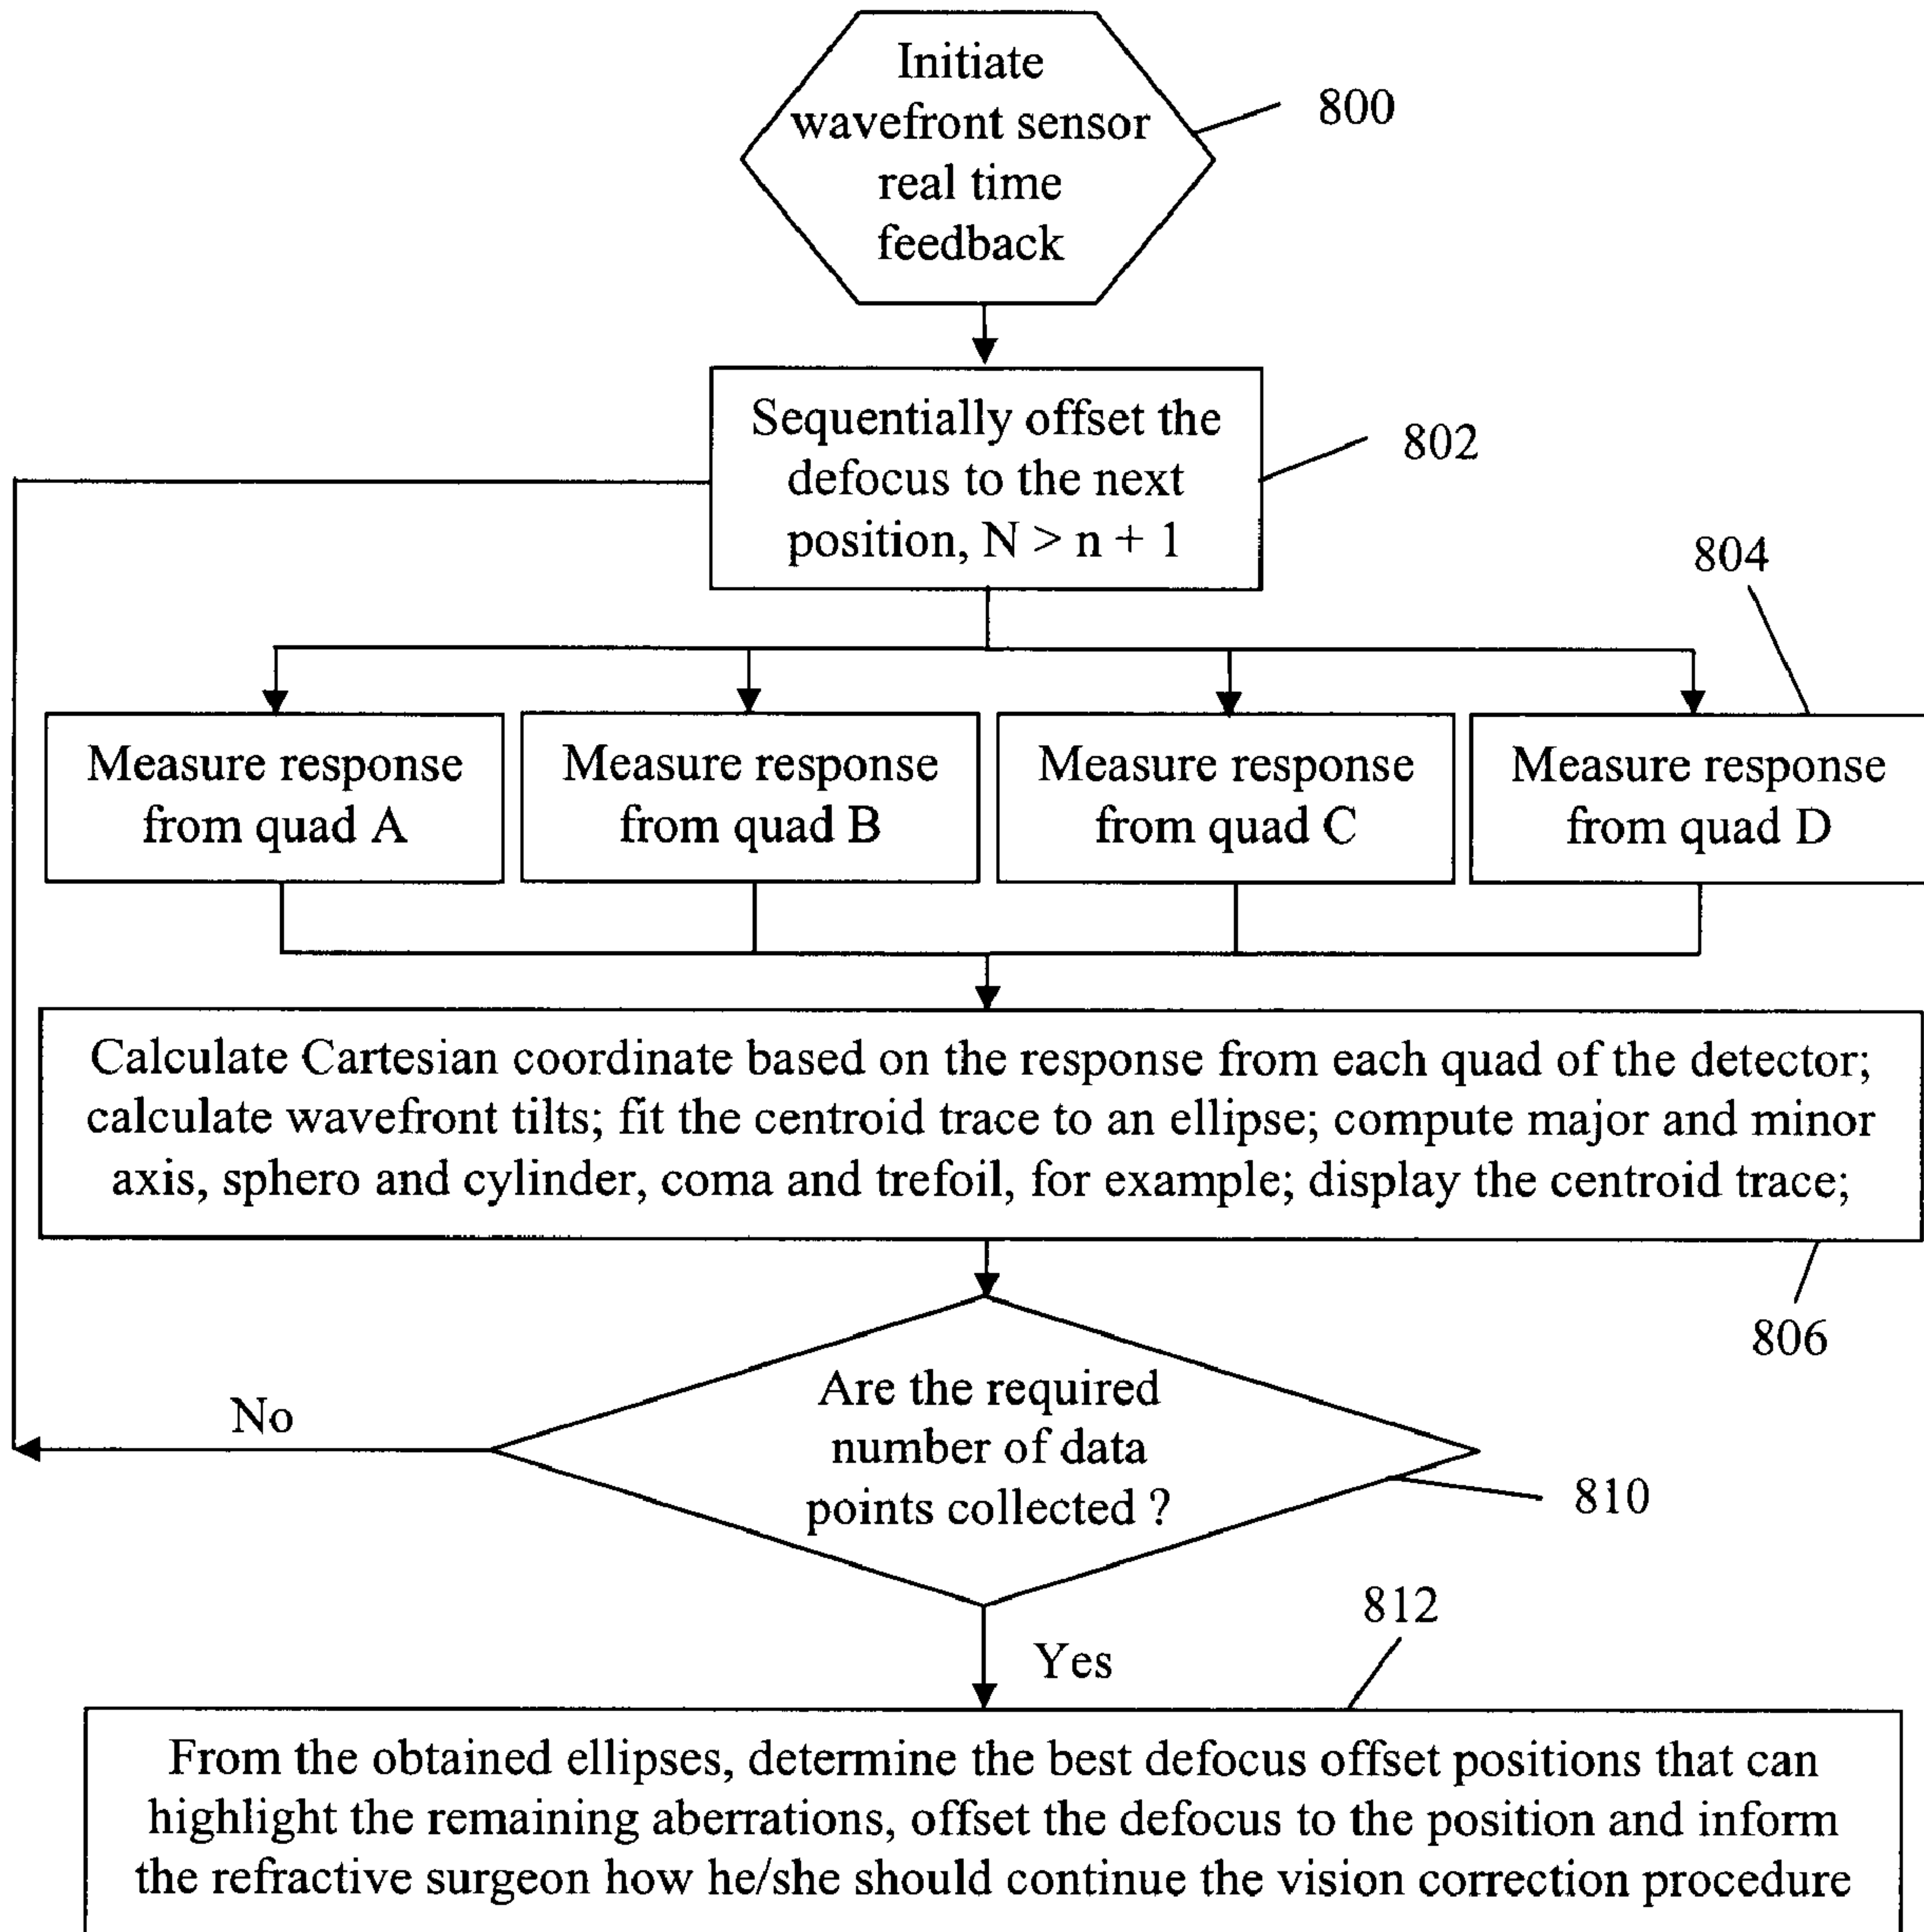 Initiate
wavefront sensor
real time
feedback
800
Sequentially offset the
defocus to the next
position, N > n + 1
802
804
Measure response
from quad A
Measure response
from quad B
Measure response
from quad C
Measure response
from quad D
Calculate Cartesian coordinate based on the response from each quad of the detector;
calculate wavefront tilts; fit the centroid trace to an ellipse; compute major and minor
axis, sphero and cylinder, coma and trefoil, for example; display the centroid trace;
806
Are the required
number of data
points collected ?
No
810
Yes
812
From the obtained ellipses, determine the best defocus offset positions that can
highlight the remaining aberrations, offset the defocus to the position and inform
the refractive surgeon how he/she should continue the vision correction procedure